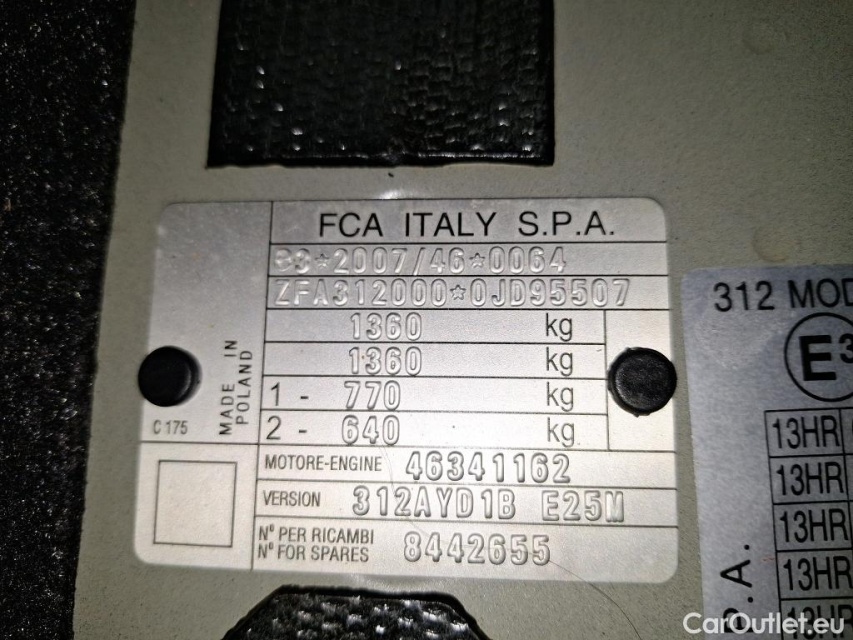 FCA ITALY S.P.A.
e3*2007/46*0064
ZFA312000*0JD95507
1360 kg
1360 kg
1 - 770 kg
2 - 640 kg
MADE IN
POLAND
C 175
MOTORE-ENGINE 46341162
VERSION 312AYD1B E25M
N° PER RICAMBI
N° FOR SPARES 8442655
312 MOD
E3
13HR
13HR
13HR
13HR
P.A.
CarOutlet.eu